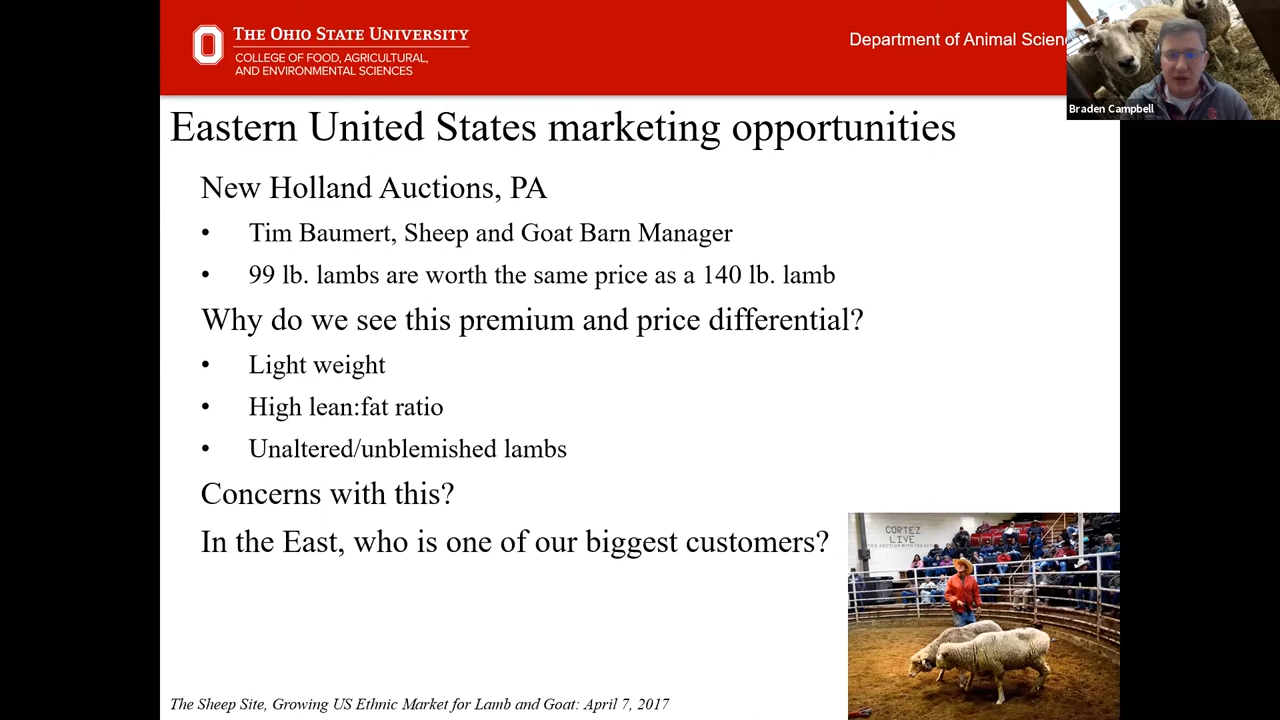 THE OHIO STATE UNIVERSITY
COLLEGE OF FOOD, AGRICULTURAL,
AND ENVIRONMENTAL SCIENCES
Department of Animal Scien
Braden Campbell
Eastern United States marketing opportunities
New Holland Auctions, PA
• Tim Baumert, Sheep and Goat Barn Manager
• 99 lb. lambs are worth the same price as a 140 lb. lamb
Why do we see this premium and price differential?
• Light weight
• High lean:fat ratio
• Unaltered/unblemished lambs
Concerns with this?
In the East, who is one of our biggest customers?
CORTEZ
LIVE
The Sheep Site, Growing US Ethnic Market for Lamb and Goat: April 7, 2017